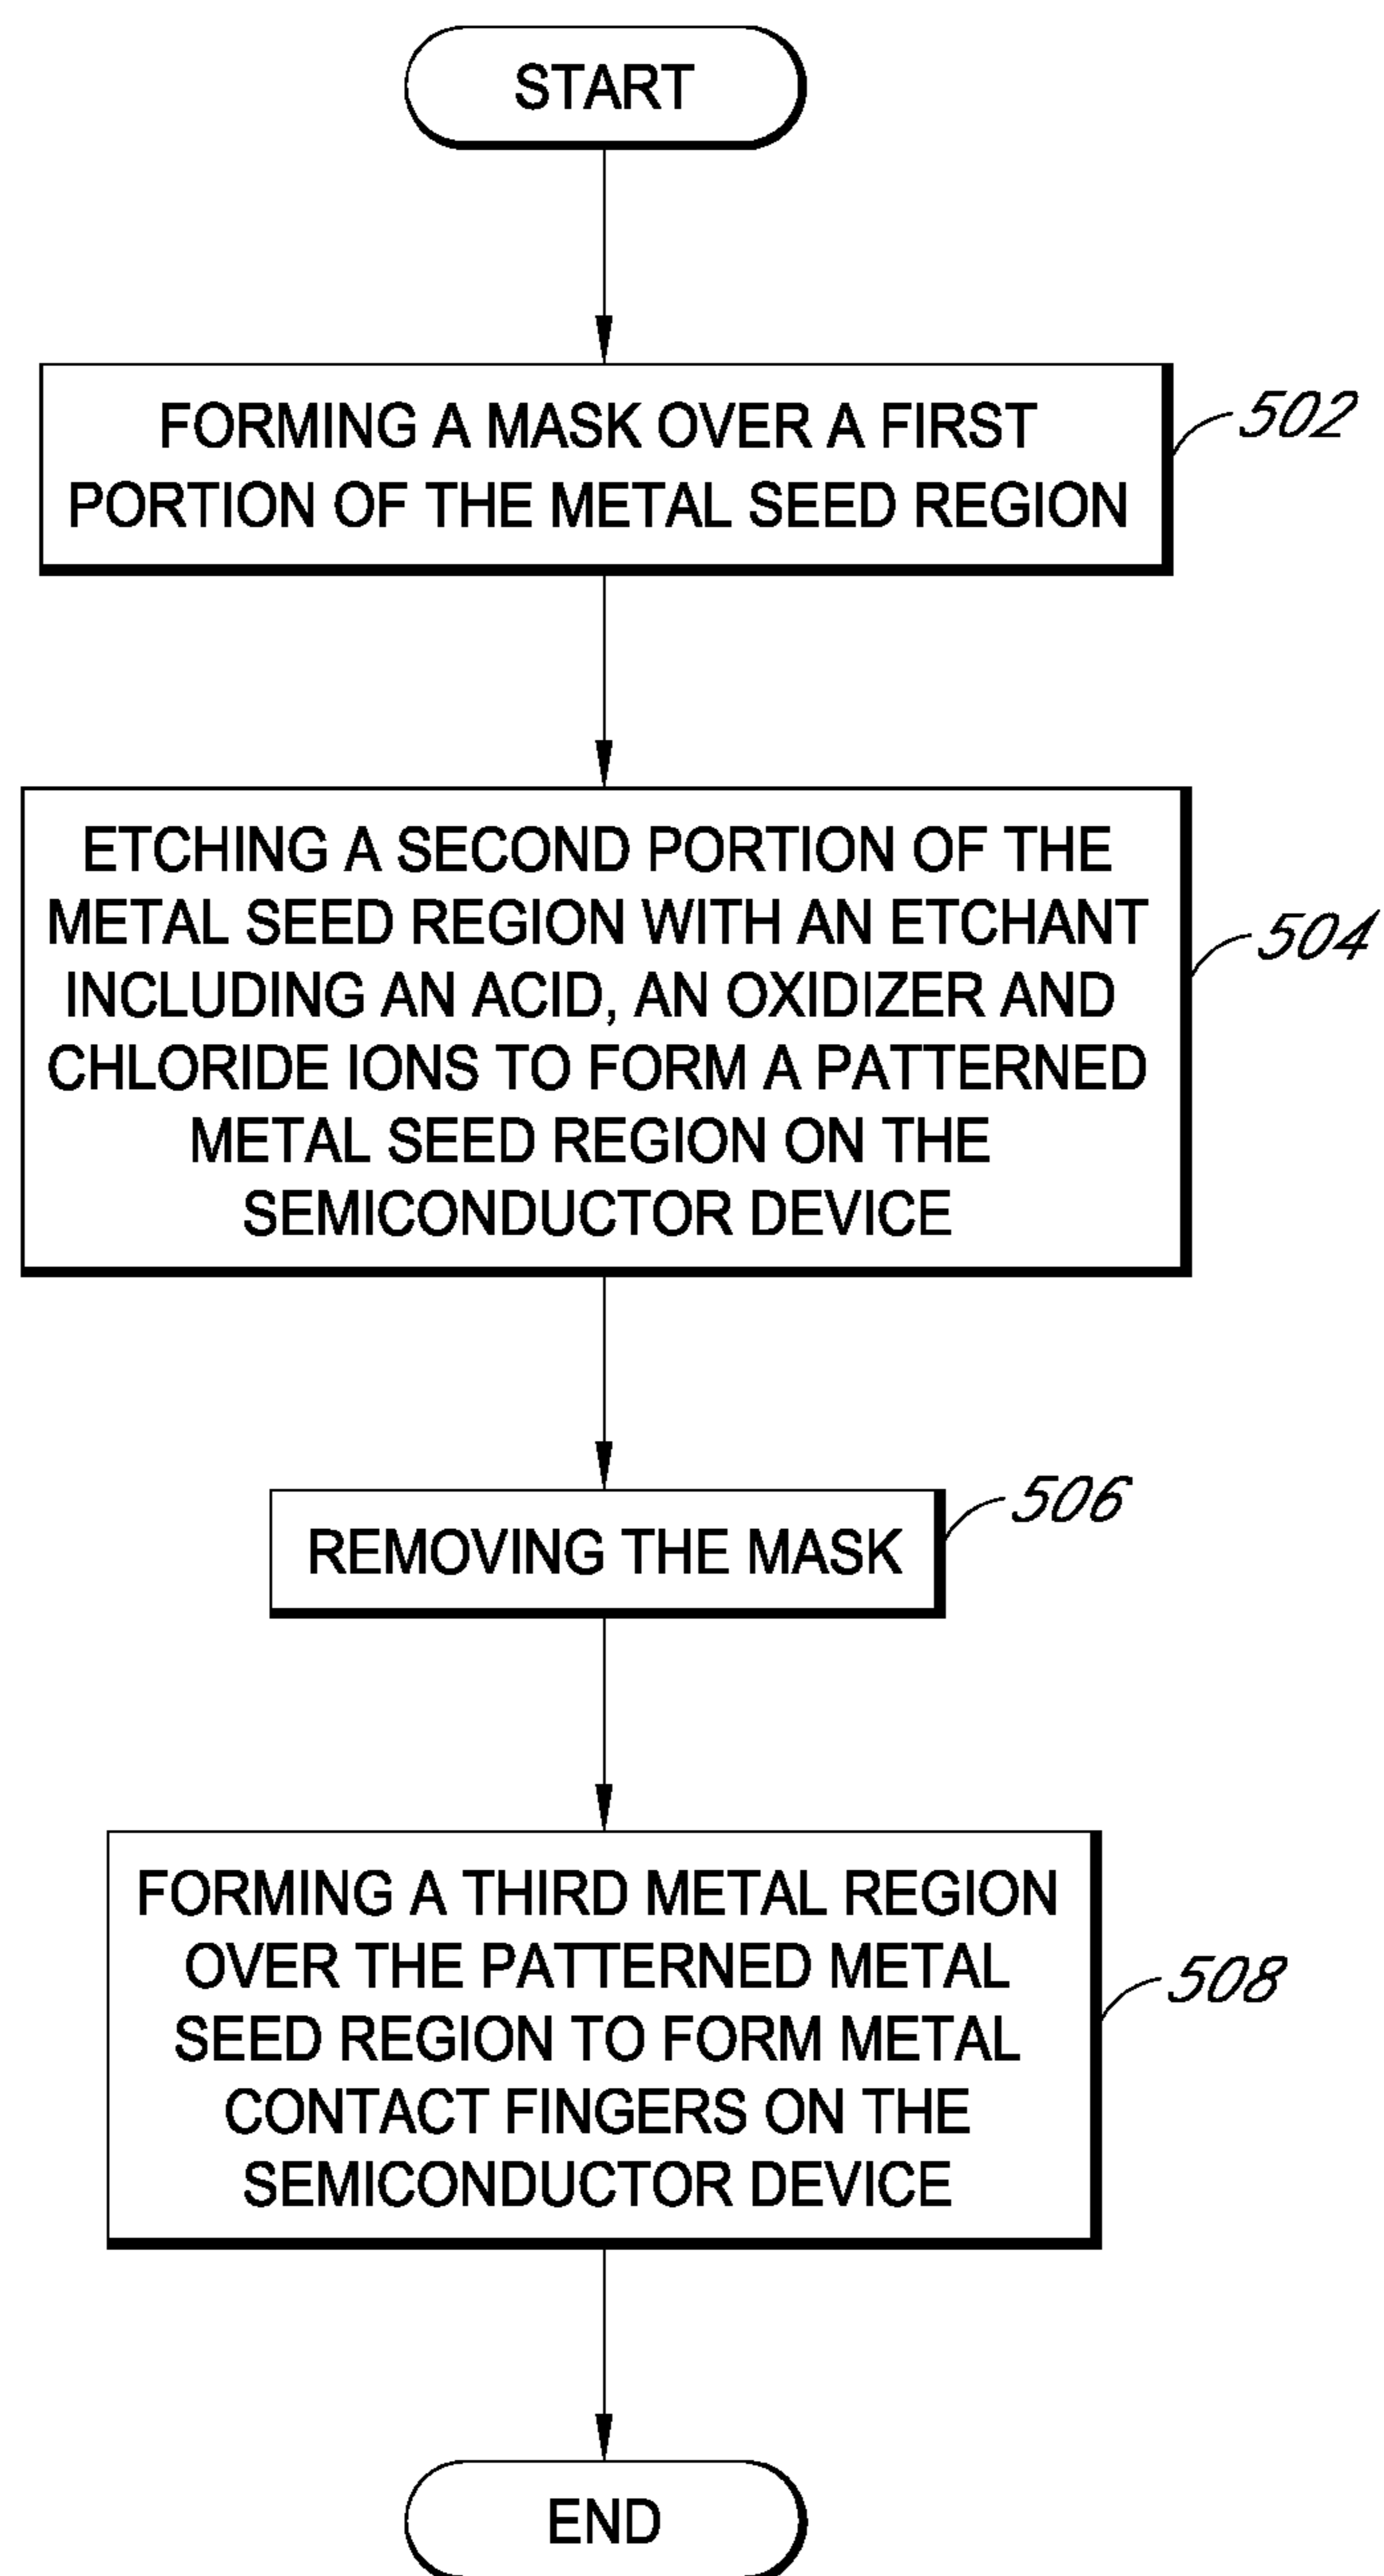 START
FORMING A MASK OVER A FIRST
PORTION OF THE METAL SEED REGION
502
ETCHING A SECOND PORTION OF THE
METAL SEED REGION WITH AN ETCHANT
INCLUDING AN ACID, AN OXIDIZER AND
CHLORIDE IONS TO FORM A PATTERNED
METAL SEED REGION ON THE
SEMICONDUCTOR DEVICE
504
REMOVING THE MASK
506
FORMING A THIRD METAL REGION
OVER THE PATTERNED METAL
SEED REGION TO FORM METAL
CONTACT FINGERS ON THE
SEMICONDUCTOR DEVICE
508
END